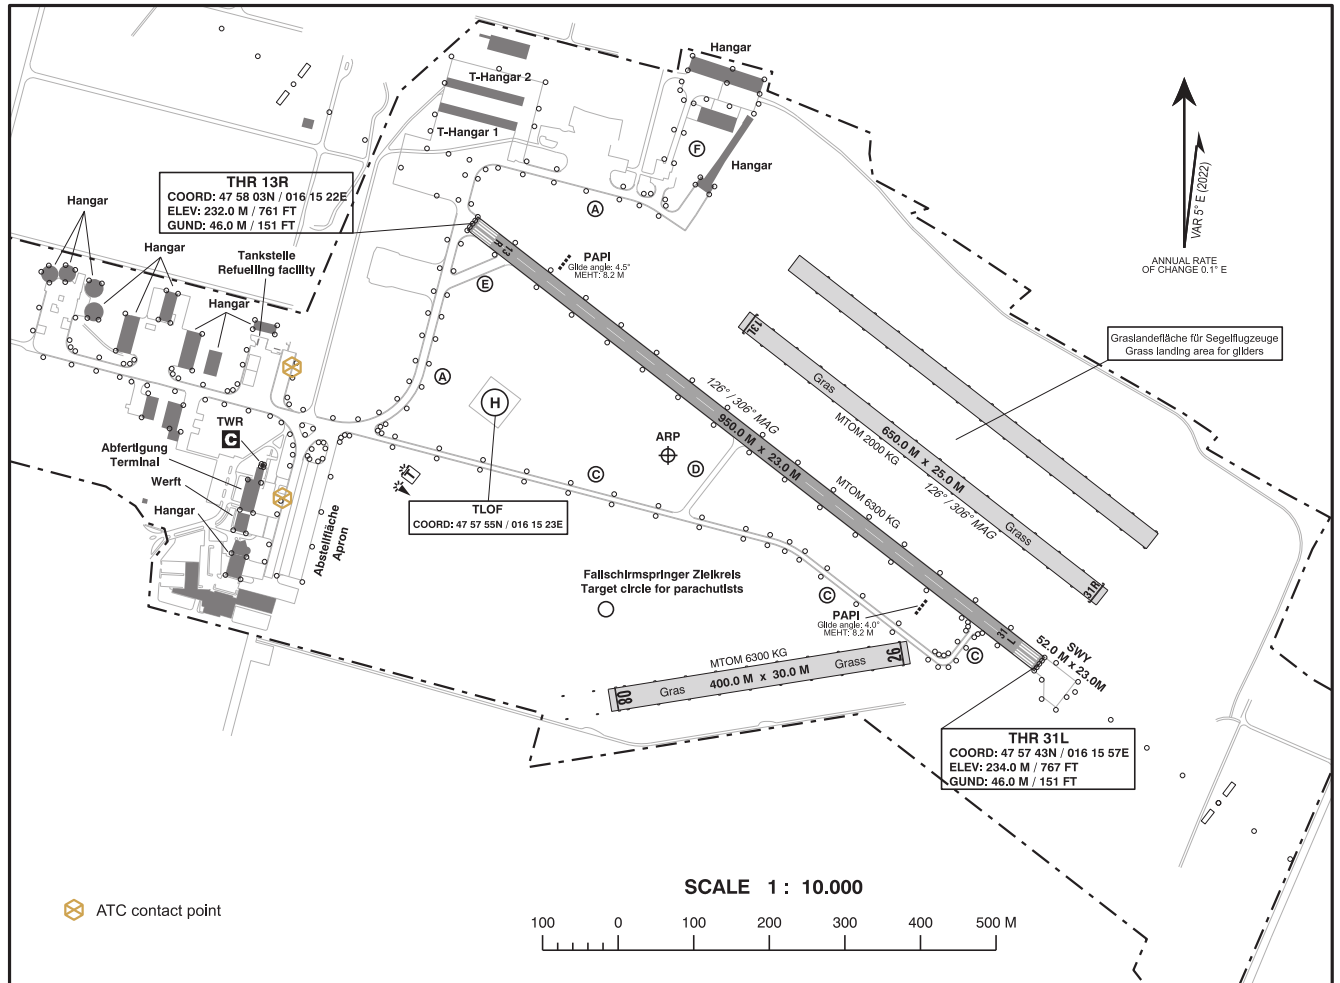 Hangar
T-Hangar 2
T-Hangar 1
F
Hangar
VAR 5° E (2022)
ANNUAL RATE
OF CHANGE 0.1° E
THR 13R
COORD: 47 58 03N / 016 15 22E
ELEV: 232.0 M / 761 FT
GUND: 46.0 M / 151 FT
A
Hangar
Hangar
Tankstelle
Refuelling facility
Hangar
13
R
PAPI
Glide angle: 4.5°
MEHT: 8.2 M
E
A
13L
Graslandefläche für Segelflugzeuge
Grass landing area for gliders
H
126° / 306° MAG
950.0 M x 23.0 M
MTOM 6300 KG
Gras
650.0 M x 25.0 M
MTOM 2000 KG
126° / 306° MAG
Grass
31R
TWR
C
ARP
D
C
Abfertigung
Terminal
Werft
Hangar
T
TLOF
COORD: 47 57 55N / 016 15 23E
Abstellfläche
Apron
Fallschirmspringer Zielkreis
Target circle for parachutists
C
PAPI
Glide angle: 4.0°
MEHT: 8.2 M
31
L
C
SWY
52.0 M x 23.0M
MTOM 6300 KG
08
Gras
400.0 M x 30.0 M
Grass
26
THR 31L
COORD: 47 57 43N / 016 15 57E
ELEV: 234.0 M / 767 FT
GUND: 46.0 M / 151 FT
SCALE 1 : 10.000
100 0 100 200 300 400 500 M
ATC contact point